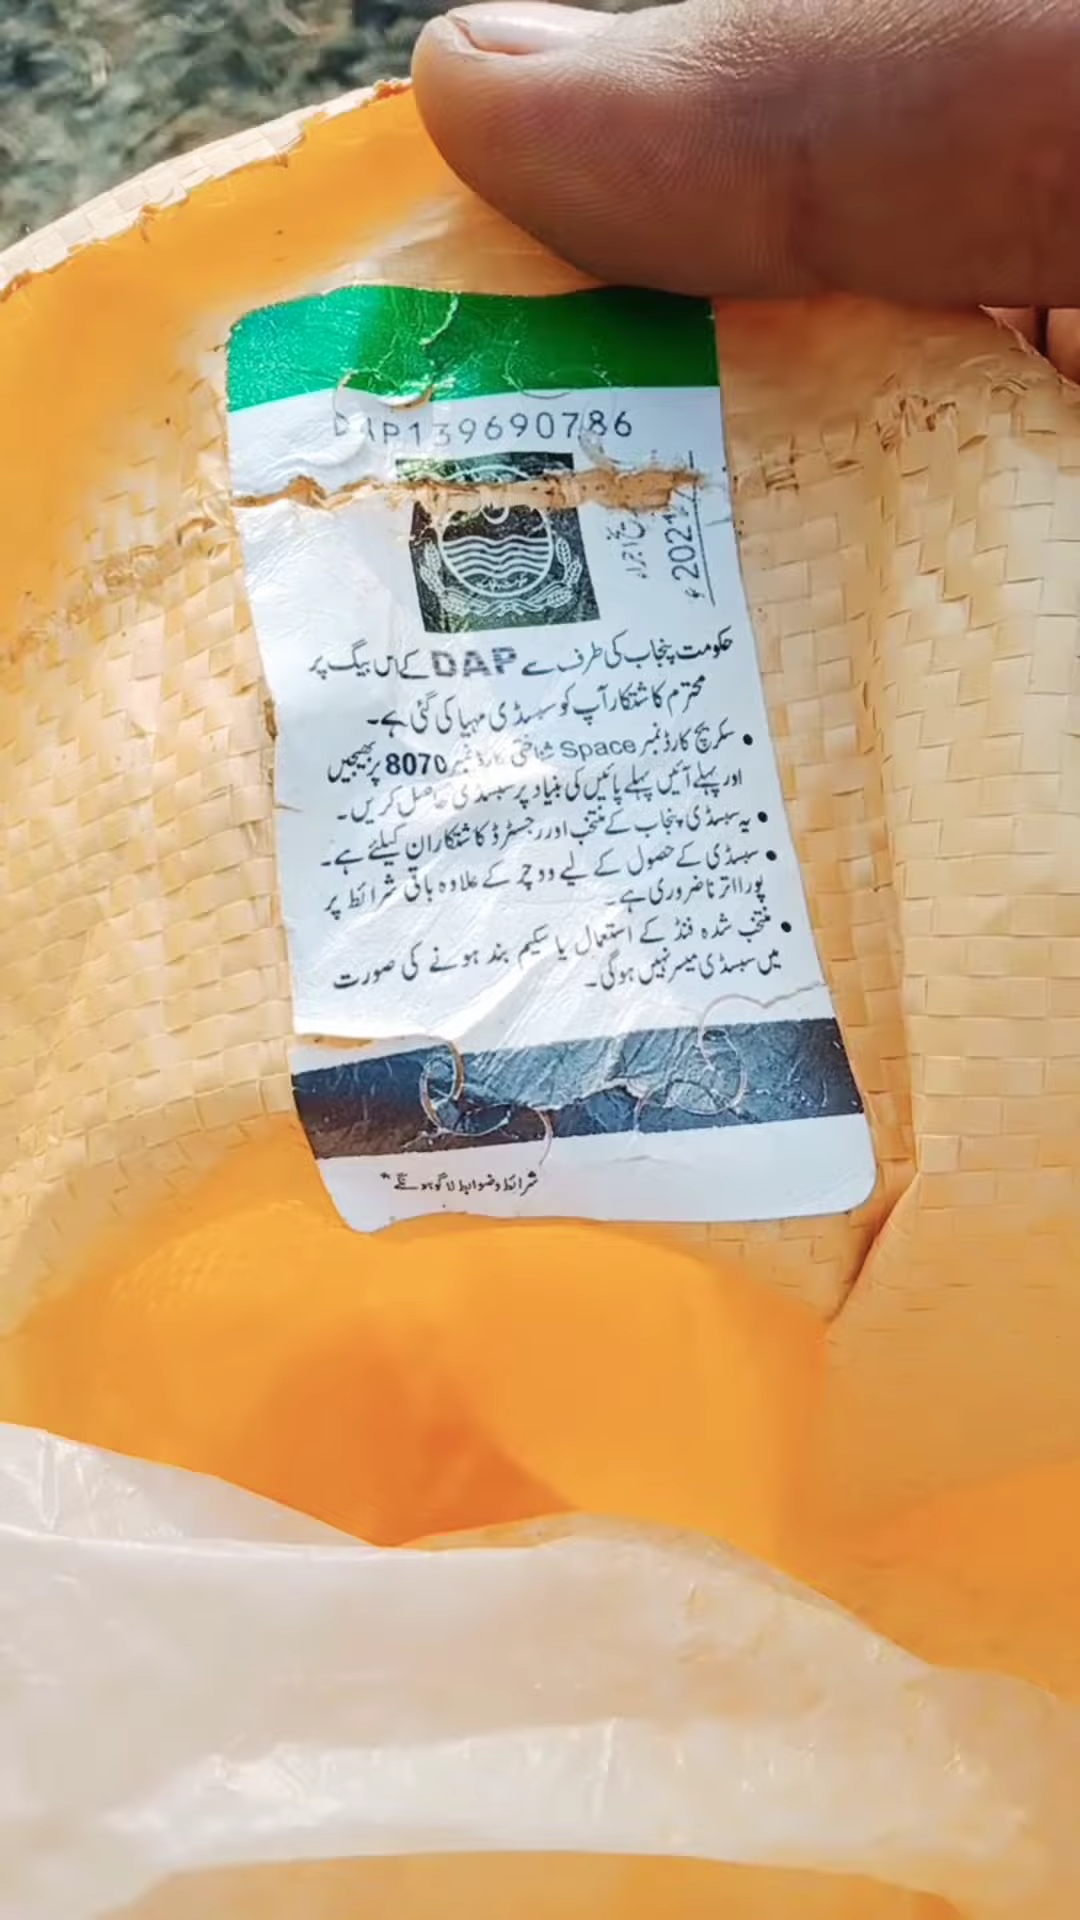 DAP139690786
تاریخ اجراء
2021ء
حکومت پنجاب کی طرف سے DAP کے اس بیگ پر
محترم کاشتکار آپ کو سبسڈی مہیا کی گئی ہے۔
• سکریچ کارڈ نمبر Space شناختی کارڈ نمبر 8070 پر بھیجیں
اور پہلے آئیں پہلے پائیں کی بنیاد پر سبسڈی حاصل کریں۔
• یہ سبسڈی پنجاب کے منتخب اور رجسٹرڈ کاشتکاران کیلئے ہے۔
• سبسڈی کے حصول کے لیے ووچر کے علاوہ باقی شرائط پر
پورا اترنا ضروری ہے۔
• منتخب شدہ فنڈ کے استعمال یا سکیم بند ہونے کی صورت
میں سبسڈی میسر نہیں ہوگی۔
شرائط و ضوابط لاگو ہونگے*